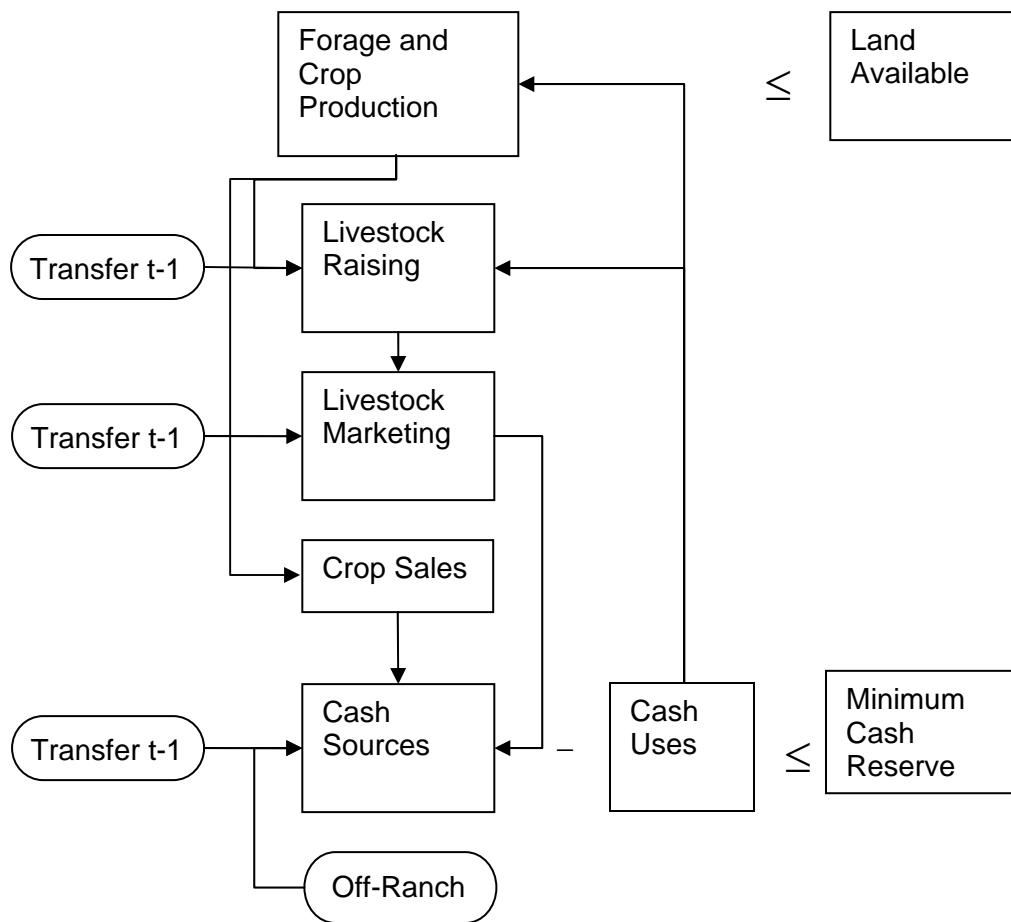 Forage and
Crop
Production
≤
Land
Available
Transfer t-1
Livestock
Raising
Transfer t-1
Livestock
Marketing
Crop Sales
Transfer t-1
Cash
Sources
–
Cash
Uses
≤
Minimum
Cash
Reserve
Off-Ranch